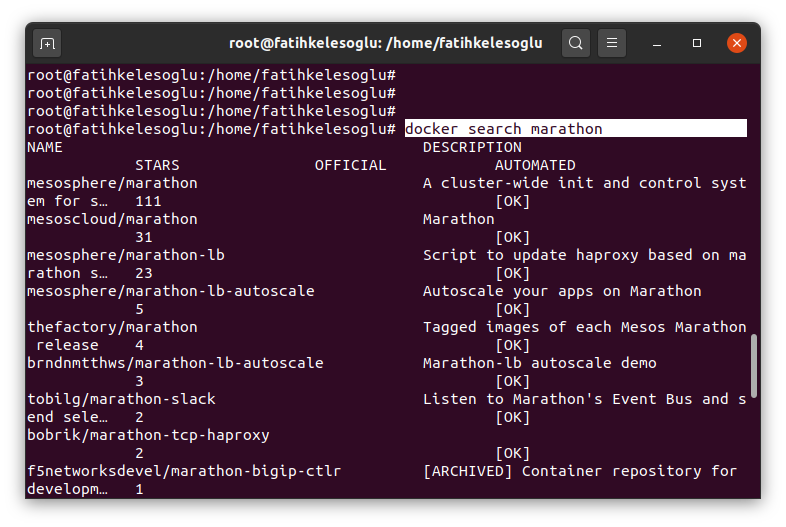 root@fatihkelesoglu: /home/fatihkelesoglu
root@fatihkelesoglu:/home/fatihkelesoglu#
root@fatihkelesoglu:/home/fatihkelesoglu#
root@fatihkelesoglu:/home/fatihkelesoglu#
root@fatihkelesoglu:/home/fatihkelesoglu# docker search marathon
NAME DESCRIPTION
STARS OFFICIAL AUTOMATED
mesosphere/marathon A cluster-wide init and control syst
em for s… 111 [OK]
mesoscloud/marathon Marathon
31 [OK]
mesosphere/marathon-lb Script to update haproxy based on ma
rathon s… 23 [OK]
mesosphere/marathon-lb-autoscale Autoscale your apps on Marathon
5 [OK]
thefactory/marathon Tagged images of each Mesos Marathon
release 4 [OK]
brndnmtthws/marathon-lb-autoscale Marathon-lb autoscale demo
3 [OK]
tobilg/marathon-slack Listen to Marathon's Event Bus and s
end sele… 2 [OK]
bobrik/marathon-tcp-haproxy
2 [OK]
f5networksdevel/marathon-bigip-ctlr [ARCHIVED] Container repository for
developm… 1